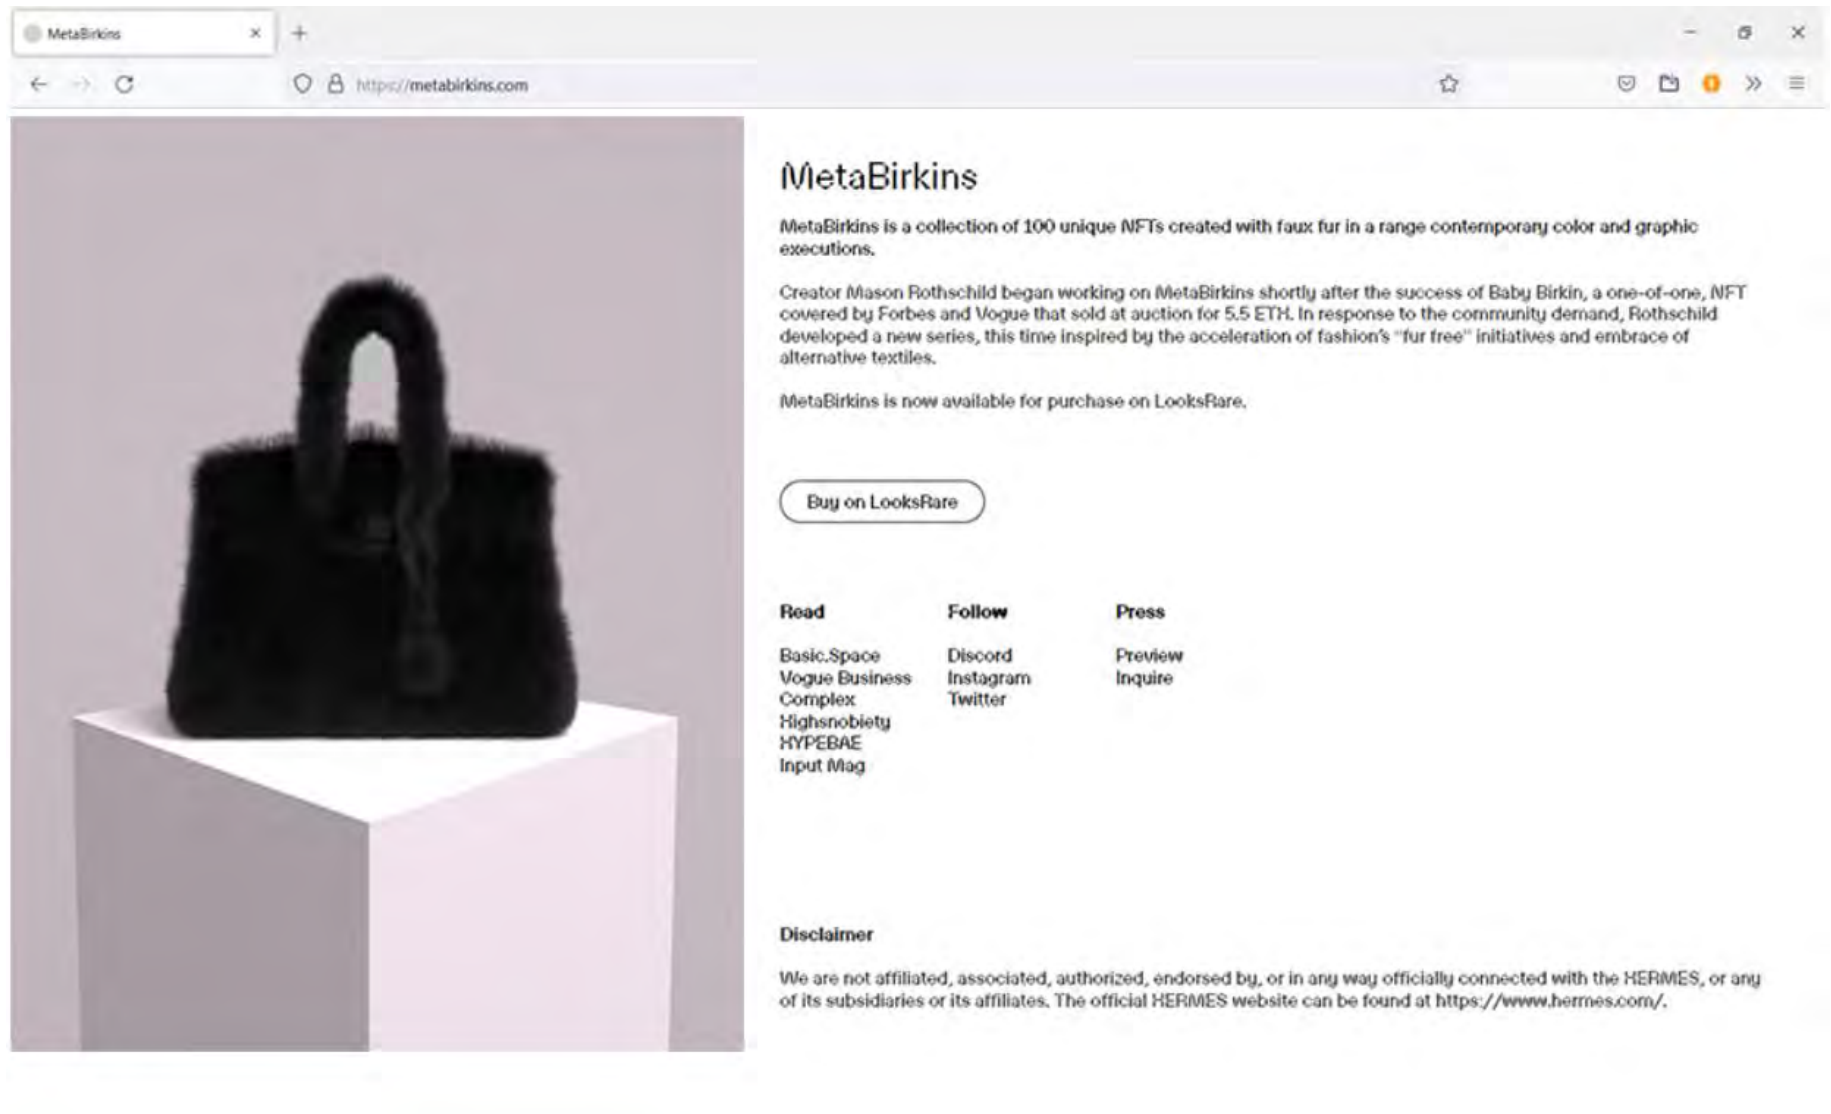 MetaBirkins
https://metabirkins.com
MetaBirkins
MetaBirkins is a collection of 100 unique NFTs created with faux fur in a range contemporary color and graphic
executions.
Creator Mason Rothschild began working on MetaBirkins shortly after the success of Baby Birkin, a one-of-one, NFT
covered by Forbes and Vogue that sold at auction for 5.5 ETH. In response to the community demand, Rothschild
developed a new series, this time inspired by the acceleration of fashion's "fur free" initiatives and embrace of
alternative textiles.
MetaBirkins is now available for purchase on LooksRare.
Buy on LooksRare
Read
Basic.Space
Vogue Business
Complex
Highsnobiety
HYPEBAE
Input Mag
Follow
Discord
Instagram
Twitter
Press
Preview
Inquire
Disclaimer
We are not affiliated, associated, authorized, endorsed by, or in any way officially connected with the HERMES, or any
of its subsidiaries or its affiliates. The official HERMES website can be found at https://www.hermes.com/.